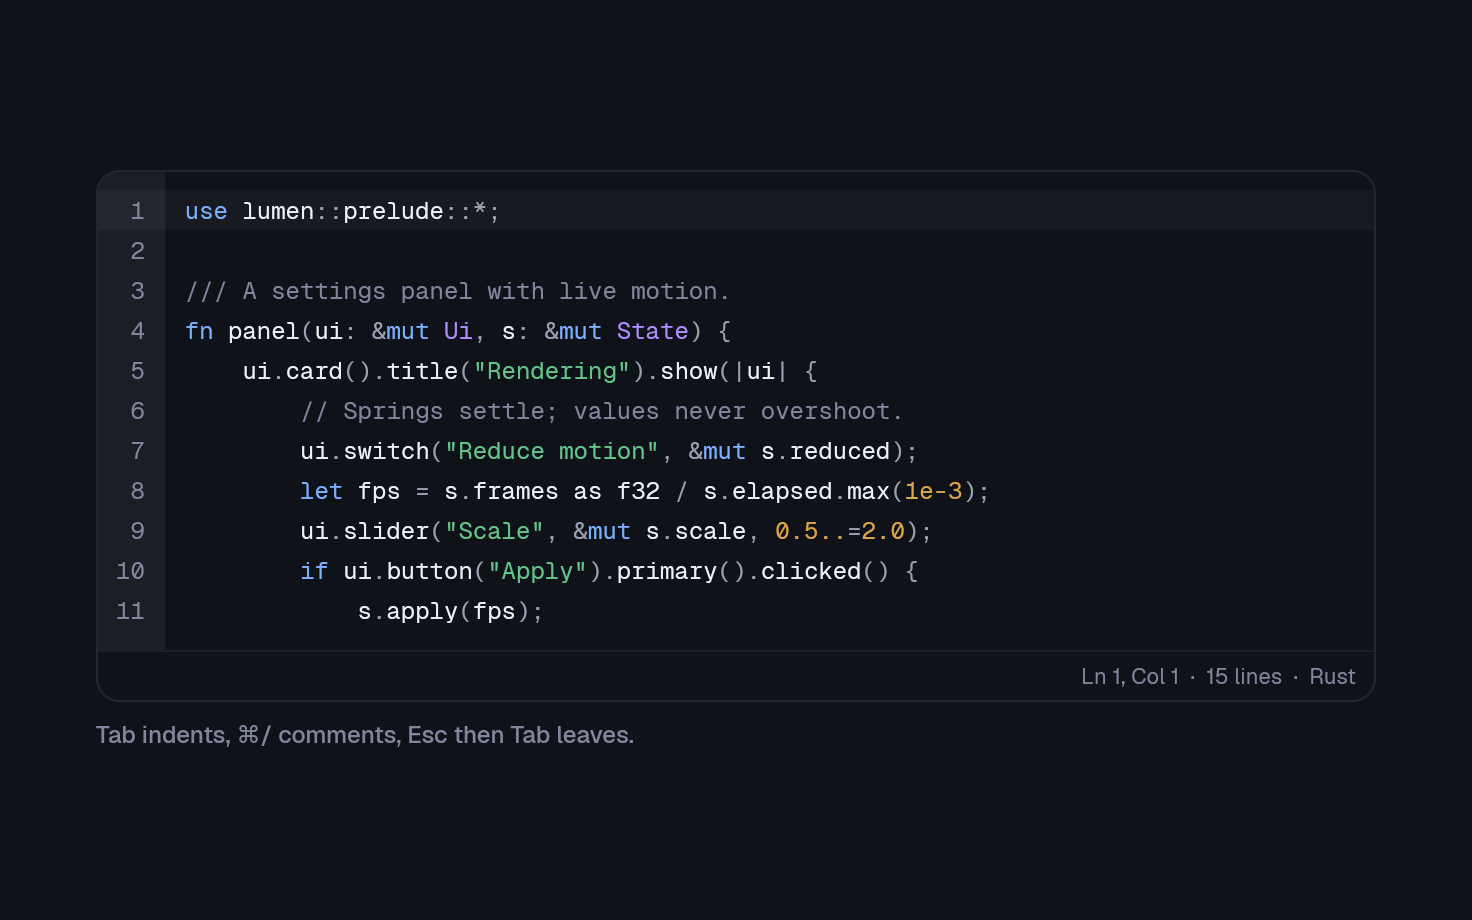 1 use lumen::prelude::*;
2
3 /// A settings panel with live motion.
4 fn panel(ui: &mut Ui, s: &mut State) {
5     ui.card().title("Rendering").show(|ui| {
6         // Springs settle; values never overshoot.
7         ui.switch("Reduce motion", &mut s.reduced);
8         let fps = s.frames as f32 / s.elapsed.max(1e-3);
9         ui.slider("Scale", &mut s.scale, 0.5..=2.0);
10         if ui.button("Apply").primary().clicked() {
11             s.apply(fps);
Ln 1, Col 1 · 15 lines · Rust
Tab indents, ⌘/ comments, Esc then Tab leaves.